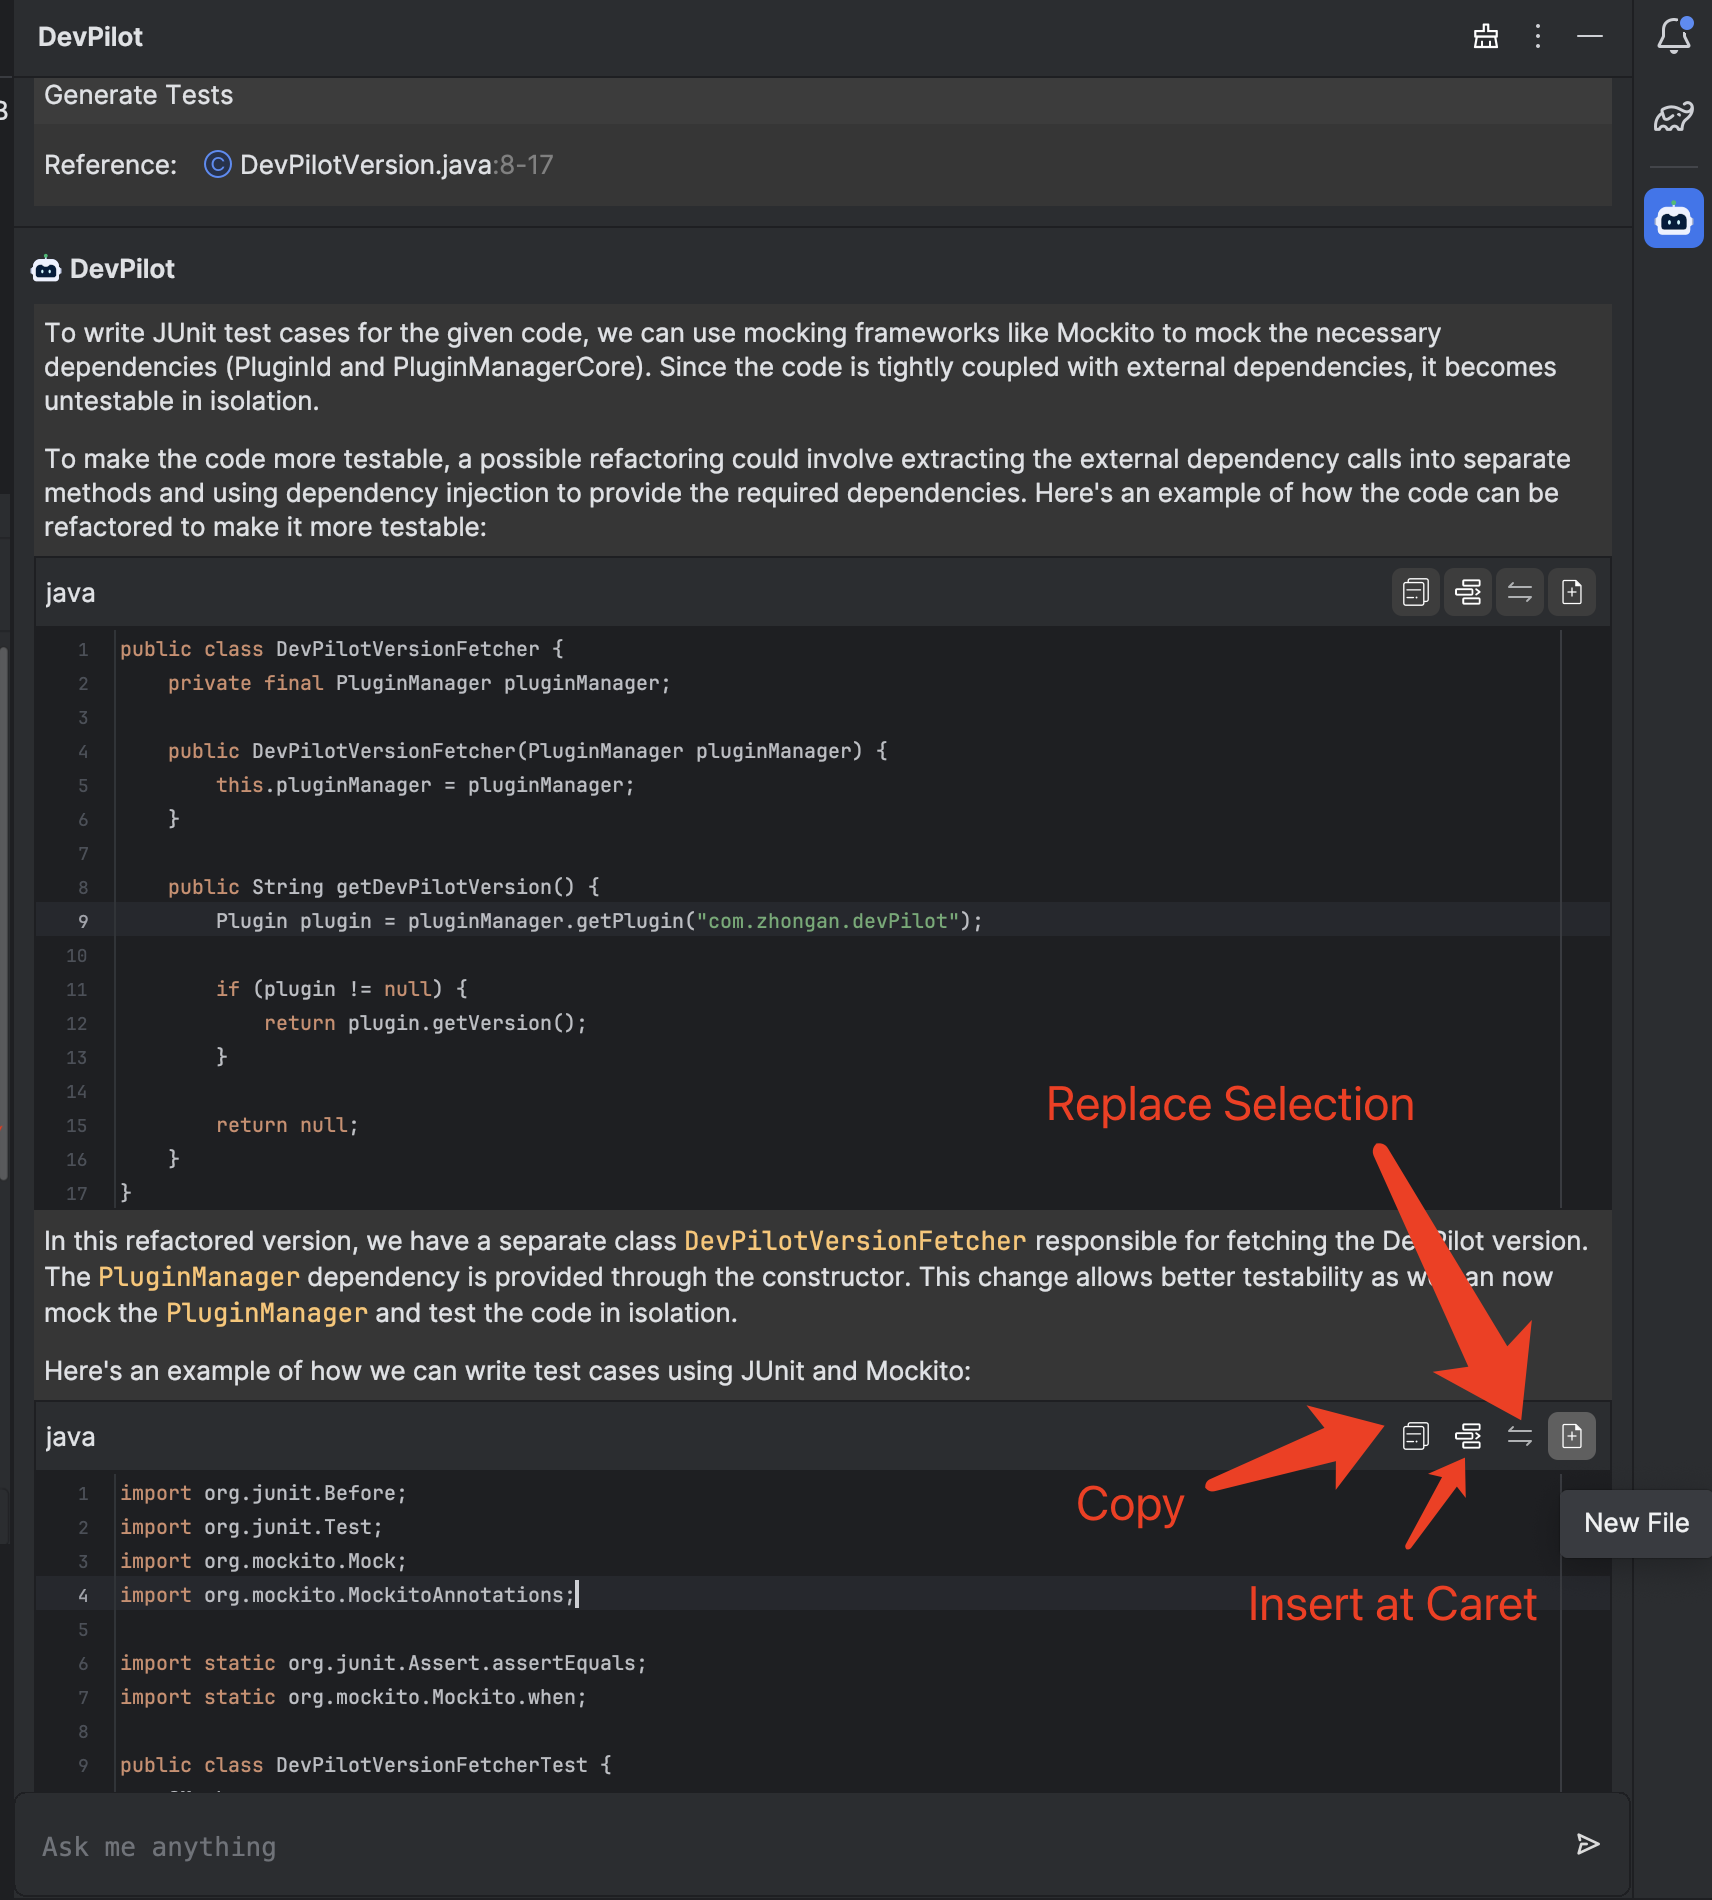 DevPilot
Generate Tests
Reference: DevPilotVersion.java:8-17
DevPilot
To write JUnit test cases for the given code, we can use mocking frameworks like Mockito to mock the necessary
dependencies (PluginId and PluginManagerCore). Since the code is tightly coupled with external dependencies, it becomes
untestable in isolation.
To make the code more testable, a possible refactoring could involve extracting the external dependency calls into separate
methods and using dependency injection to provide the required dependencies. Here's an example of how the code can be
refactored to make it more testable:
java
1 public class DevPilotVersionFetcher {
2     private final PluginManager pluginManager;
3
4     public DevPilotVersionFetcher(PluginManager pluginManager) {
5         this.pluginManager = pluginManager;
6     }
7
8     public String getDevPilotVersion() {
9         Plugin plugin = pluginManager.getPlugin("com.zhongan.devPilot");
10
11         if (plugin != null) {
12             return plugin.getVersion();
13         }
14
15         return null;
16     }
17 }
Replace Selection
In this refactored version, we have a separate class DevPilotVersionFetcher responsible for fetching the version.
The PluginManager dependency is provided through the constructor. This change allows better testability as now
mock the PluginManager and test the code in isolation.
Here's an example of how we can write test cases using JUnit and Mockito:
java
Copy
Insert at Caret
New File
1 import org.junit.Before;
2 import org.junit.Test;
3 import org.mockito.Mock;
4 import org.mockito.MockitoAnnotations;
5
6 import static org.junit.Assert.assertEquals;
7 import static org.mockito.Mockito.when;
8
9 public class DevPilotVersionFetcherTest {
Ask me anything